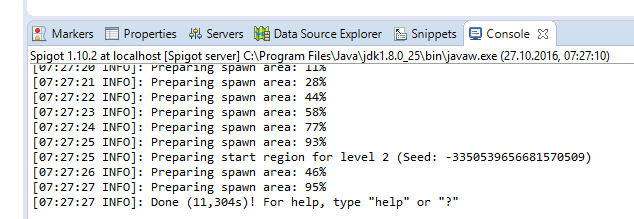 Markers Properties Servers Data Source Explorer Snippets Console
Spigot 1.10.2 at localhost [Spigot server] C:\Program Files\Java\jdk1.8.0_25\bin\javaw.exe (27.10.2016, 07:27:10)
[07:27:20 INFO]: Preparing spawn area: 11%
[07:27:21 INFO]: Preparing spawn area: 28%
[07:27:22 INFO]: Preparing spawn area: 44%
[07:27:23 INFO]: Preparing spawn area: 58%
[07:27:24 INFO]: Preparing spawn area: 77%
[07:27:25 INFO]: Preparing spawn area: 93%
[07:27:25 INFO]: Preparing start region for level 2 (Seed: -3350539656681570509)
[07:27:26 INFO]: Preparing spawn area: 46%
[07:27:27 INFO]: Preparing spawn area: 95%
[07:27:27 INFO]: Done (11,304s)! For help, type "help" or "?"